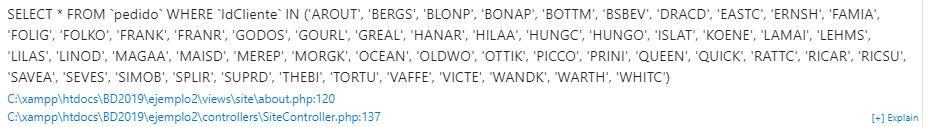 SELECT * FROM `pedido` WHERE `IdCliente` IN ('AROUT', 'BERGS', 'BLONP', 'BONAP', 'BOTTM', 'BSBEV', 'DRACD', 'EASTC', 'ERNSH', 'FAMIA',
'FOLIG', 'FOLKO', 'FRANK', 'FRANR', 'GODOS', 'GOURL', 'GREAL', 'HANAR', 'HILAA', 'HUNGC', 'HUNGO', 'ISLAT', 'KOENE', 'LAMAI', 'LEHMS',
'LILAS', 'LINOD', 'MAGAA', 'MAISD', 'MEREP', 'MORGK', 'OCEAN', 'OLDWO', 'OTTIK', 'PICCO', 'PRINI', 'QUEEN', 'QUICK', 'RATTC', 'RICAR', 'RICSU',
'SAVEA', 'SEVES', 'SIMOB', 'SPLIR', 'SUPRD', 'THEBI', 'TORTU', 'VAFFE', 'VICTE', 'WANDK', 'WARTH', 'WHITC')
C:\xampp\htdocs\BD2019\ejemplo2\views\site\about.php:120
C:\xampp\htdocs\BD2019\ejemplo2\controllers\SiteController.php:137
[+] Explain